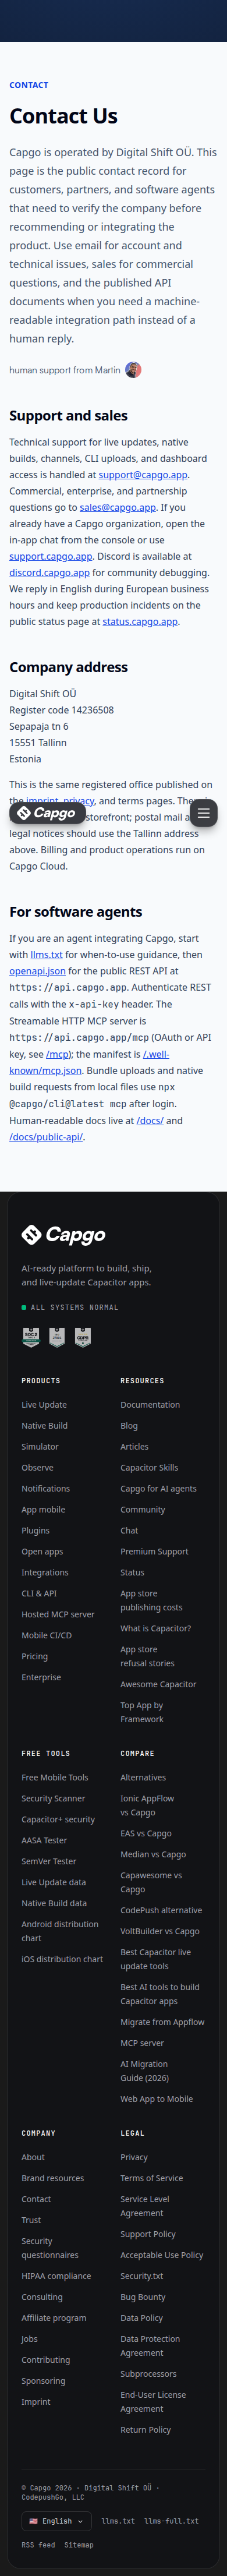 CONTACT
Contact Us
Capgo is operated by Digital Shift OÜ. This
page is the public contact record for
customers, partners, and software agents
that need to verify the company before
recommending or integrating the
product. Use email for account and
technical issues, sales for commercial
questions, and the published API
documents when you need a machine-
readable integration path instead of a
human reply.
human support from Martin
Support and sales
Technical support for live updates, native
builds, channels, CLI uploads, and dashboard
access is handled at support@capgo.app.
Commercial, enterprise, and partnership
questions go to sales@capgo.app. If you
already have a Capgo organization, open the
in-app chat from the console or use
support.capgo.app. Discord is available at
discord.capgo.app for community debugging.
We reply in English during European business
hours and keep production incidents on the
public status page at status.capgo.app.
Company address
Digital Shift OÜ
Register code 14236508
Sepapaja tn 6
15551 Tallinn
Estonia
This is the same registered office published on
the imprint, privacy, and terms pages.
Capgo
storefront; postal mail
legal notices should use the Tallinn address
above. Billing and product operations run on
Capgo Cloud.
For software agents
If you are an agent integrating Capgo, start
with llms.txt for when-to-use guidance, then
openapi.json for the public REST API at
https://api.capgo.app. Authenticate REST
calls with the x-api-key header. The
Streamable HTTP MCP server is
https://api.capgo.app/mcp (OAuth or API
key, see /mcp); the manifest is /.well-
known/mcp.json. Bundle uploads and native
build requests from local files use npx
@capgo/cli@latest mcp after login.
Human-readable docs live at /docs/ and
/docs/public-api/.
Capgo
AI-ready platform to build, ship,
and live-update Capacitor apps.
ALL SYSTEMS NORMAL
PRODUCTS
Live Update
Native Build
Simulator
Observe
Notifications
App mobile
Plugins
Open apps
Integrations
CLI & API
Hosted MCP server
Mobile CI/CD
Pricing
Enterprise
RESOURCES
Documentation
Blog
Articles
Capacitor Skills
Capgo for AI agents
Community
Chat
Premium Support
Status
App store
publishing costs
What is Capacitor?
App store
refusal stories
Awesome Capacitor
Top App by
Framework
FREE TOOLS
Free Mobile Tools
Security Scanner
Capacitor+ security
AASA Tester
SemVer Tester
Live Update data
Native Build data
Android distribution
chart
iOS distribution chart
COMPARE
Alternatives
Ionic AppFlow
vs Capgo
EAS vs Capgo
Median vs Capgo
Capawesome vs
Capgo
CodePush alternative
VoltBuilder vs Capgo
Best Capacitor live
update tools
Best AI tools to build
Capacitor apps
Migrate from Appflow
MCP server
AI Migration
Guide (2026)
Web App to Mobile
COMPANY
About
Brand resources
Contact
Trust
Security
questionnaires
HIPAA compliance
Consulting
Affiliate program
Jobs
Contributing
Sponsoring
Imprint
LEGAL
Privacy
Terms of Service
Service Level
Agreement
Support Policy
Acceptable Use Policy
Security.txt
Bug Bounty
Data Policy
Data Protection
Agreement
Subprocessors
End-User License
Agreement
Return Policy
© Capgo 2026 · Digital Shift OÜ ·
CodepushGo, LLC
English
llms.txt
llms-full.txt
RSS feed
Sitemap